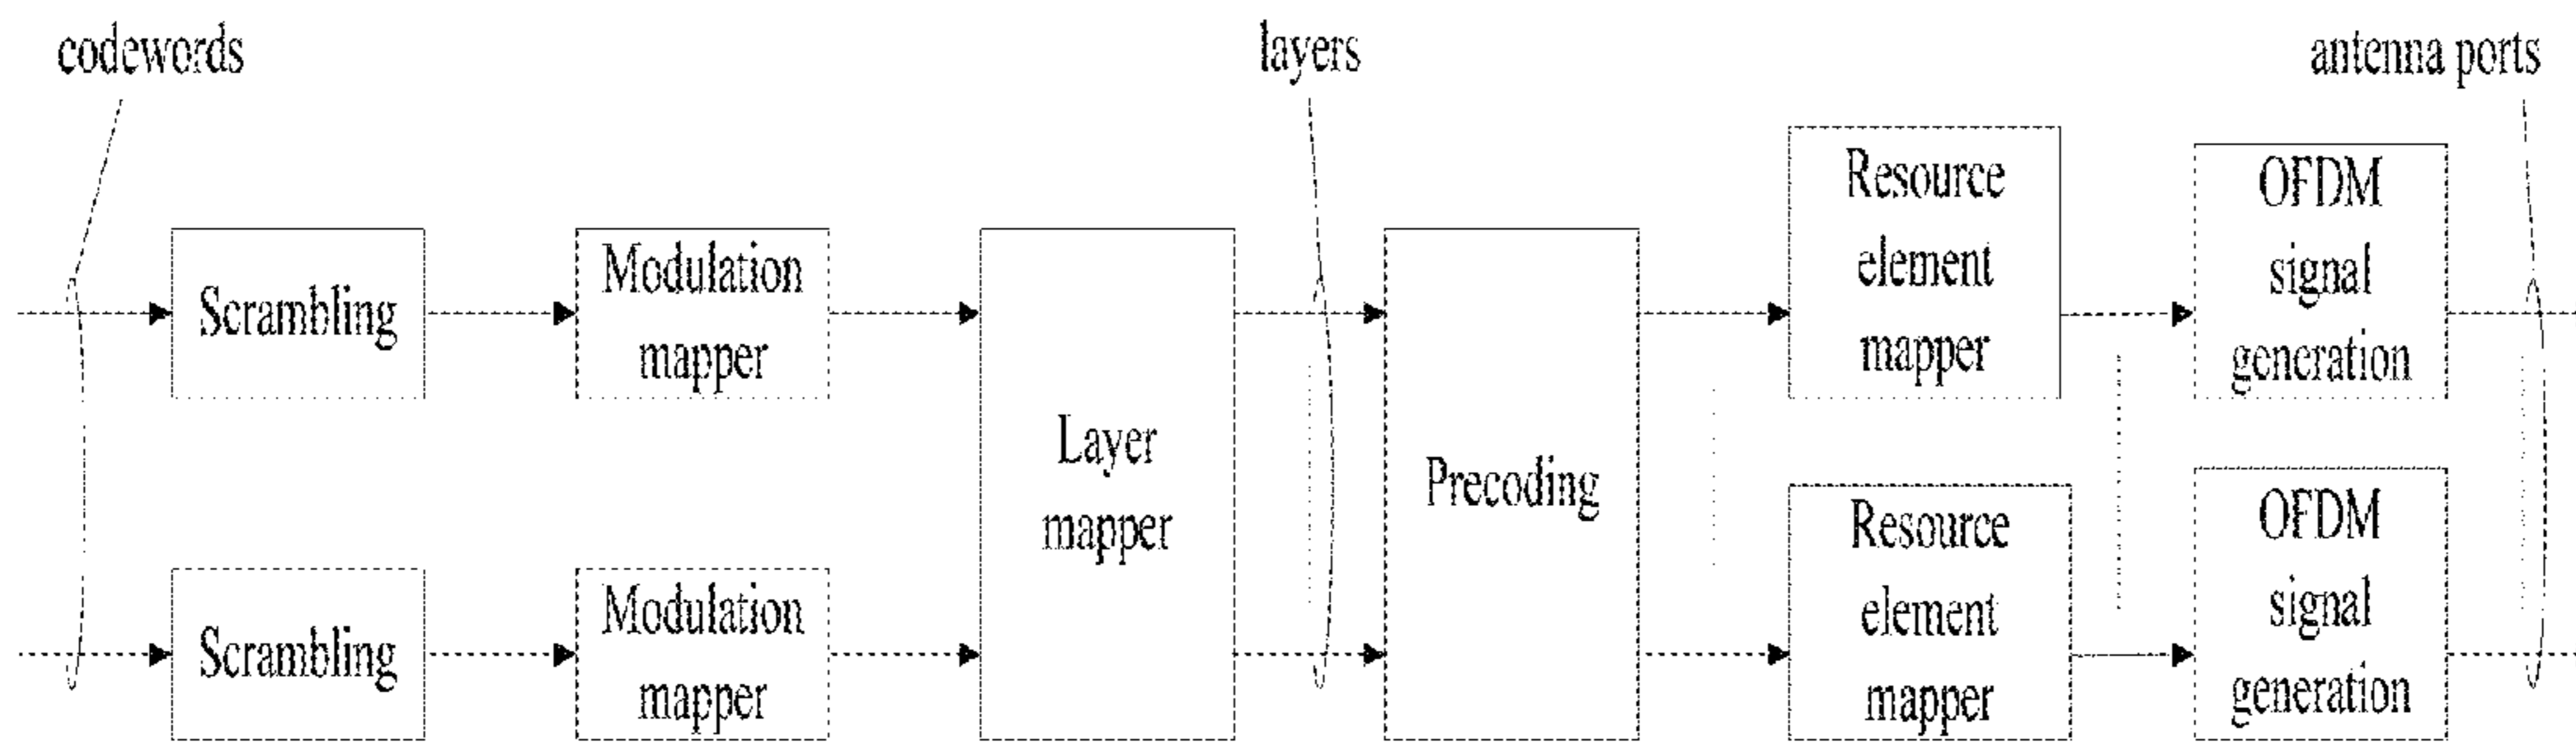 codewords
layers
antenna ports
Scrambling
Modulation
mapper
Layer
mapper
Precoding
Resource
element
mapper
OFDM
signal
generation
Scrambling
Modulation
mapper
Resource
element
mapper
OFDM
signal
generation